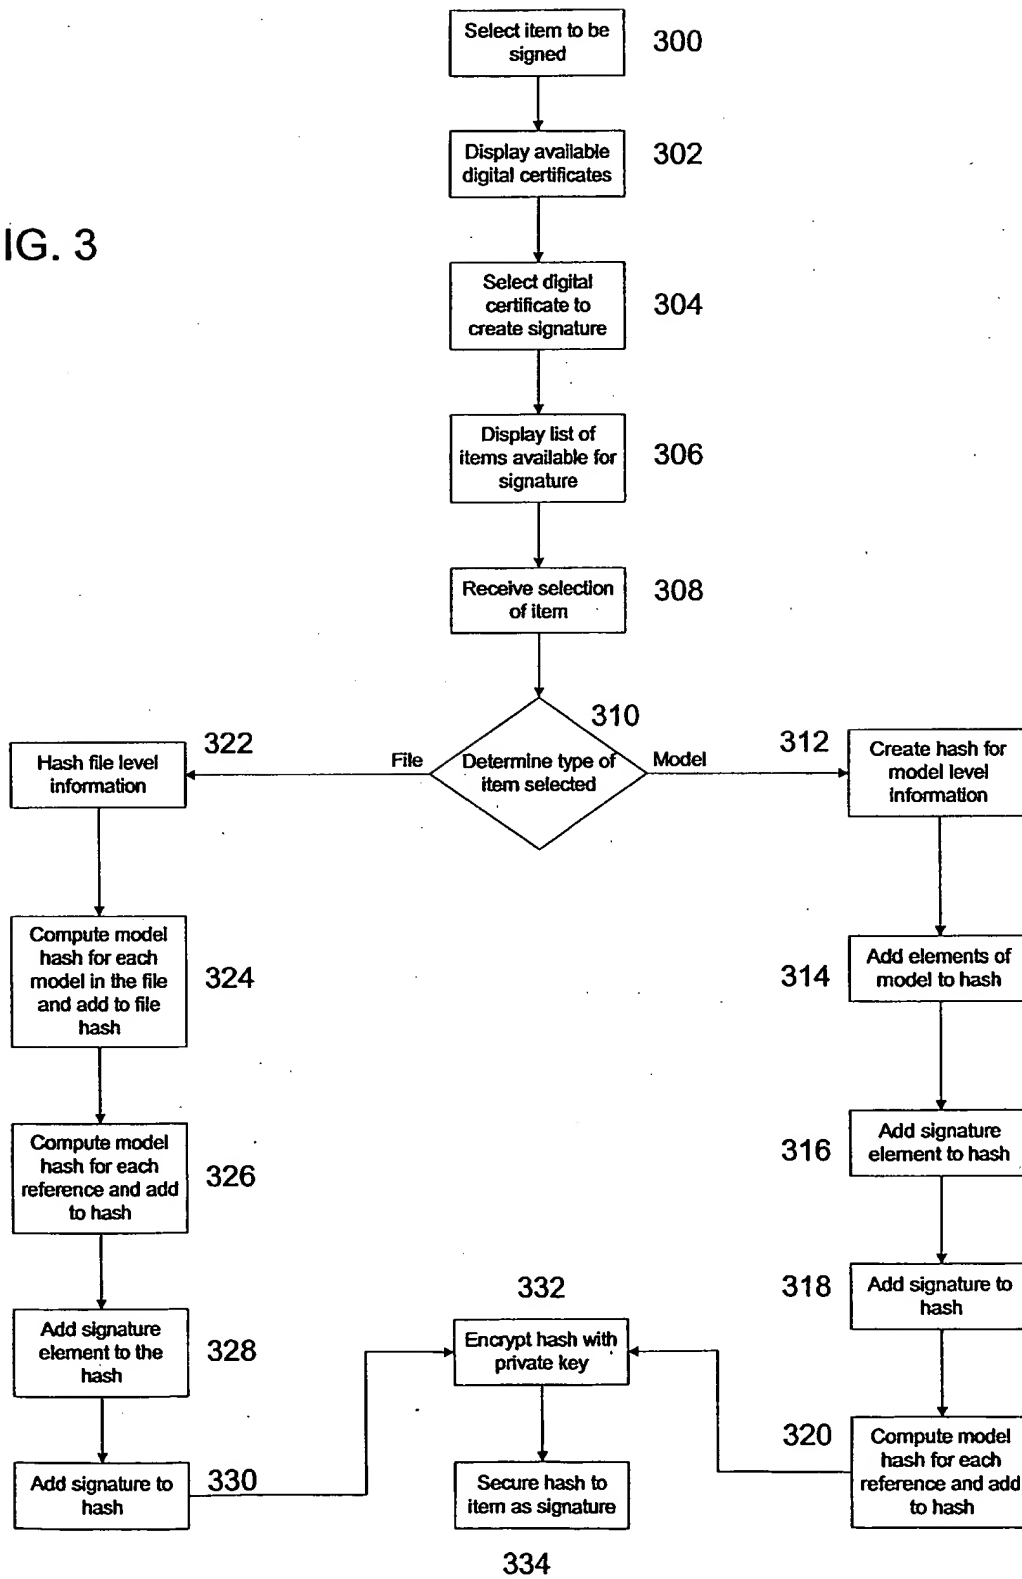 Select item to be
signed
300
Display available
digital certificates
302
IG. 3
Select digital
certificate to
create signature
304
Display list of
items available for
signature
306
Receive selection
of item
308
310
Determine type of
item selected
File
Model
322
Hash file level
information
312
Create hash for
model level
information
Compute model
hash for each
model in the file
and add to file
hash
324
314
Add elements of
model to hash
Compute model
hash for each
reference and add
to hash
326
316
Add signature
element to hash
318
Add signature to
hash
Add signature
element to the
hash
328
332
Encrypt hash with
private key
320
Compute model
hash for each
reference and add
to hash
Add signature to
hash
330
Secure hash to
item as signature
334